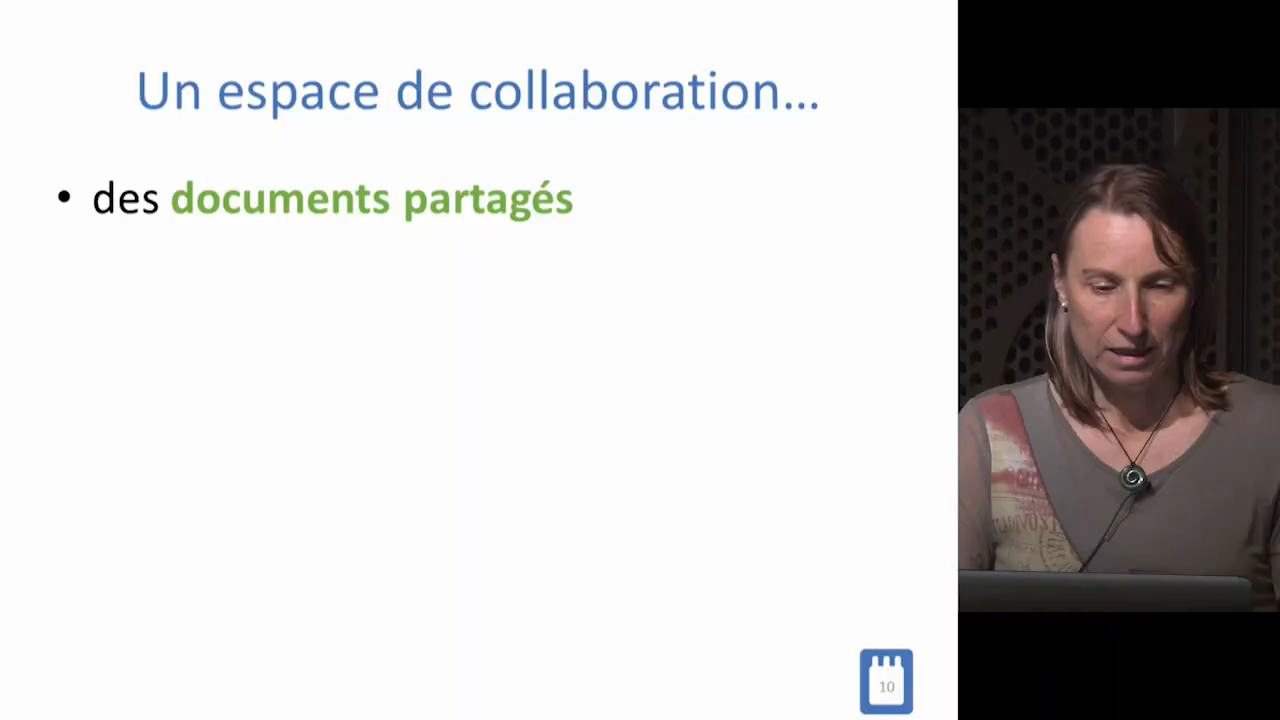 Un espace de collaboration…
• des documents partagés
10